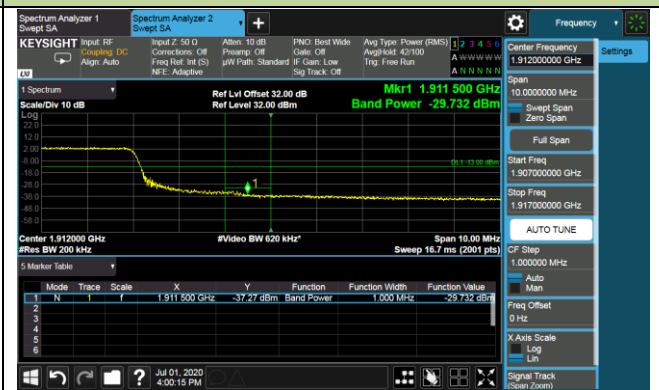 Spectrum Analyzer 1
Swept SA
Spectrum Analyzer 2
Swept SA
+
Frequency
KEYSIGHT
Input: RF
Coupling: DC
Align: Auto
Input Z: 50 Ω
Corrections: Off
Freq Ref: Int (S)
NFE: Adaptive
Atten: 10 dB
Preamp: Off
µW Path: Standard
PNO: Best Wide
Gate: Off
IF Gain: Low
Sig Track: Off
Avg Type: Power (RMS)
Avg|Hold: 42/100
Trig: Free Run
1 2 3 4 5 6
A W W W W W
A N N N N N
LXI
1 Spectrum
Scale/Div 10 dB
Log
Ref Lvl Offset 32.00 dB
Ref Level 32.00 dBm
Mkr1 1.911 500 GHz
Band Power -29.732 dBm
22.0
12.0
2.00
-8.00
-18.0
-28.0
-38.0
-48.0
-58.0
DL1 -13.00 dBm
1
Center 1.9120000 GHz
#Res BW 200 kHz
#Video BW 620 kHz*
Span 10.00 MHz
Sweep 16.7 ms (2001 pts)
5 Marker Table
Mode Trace Scale X Y Function Function Width Function Value
1 N 1 f 1.911 500 GHz -37.27 dBm Band Power 1.000 MHz -29.732 dBm
2
3
4
5
6
Jul 01, 2020
4:00:15 PM
Center Frequency
1.912000000 GHz
Settings
Span
10.0000000 MHz
Swept Span
Zero Span
Full Span
Start Freq
1.907000000 GHz
Stop Freq
1.917000000 GHz
AUTO TUNE
CF Step
1.000000 MHz
Auto
Man
Freq Offset
0 Hz
X Axis Scale
Log
Lin
Signal Track
(Span Zoom)